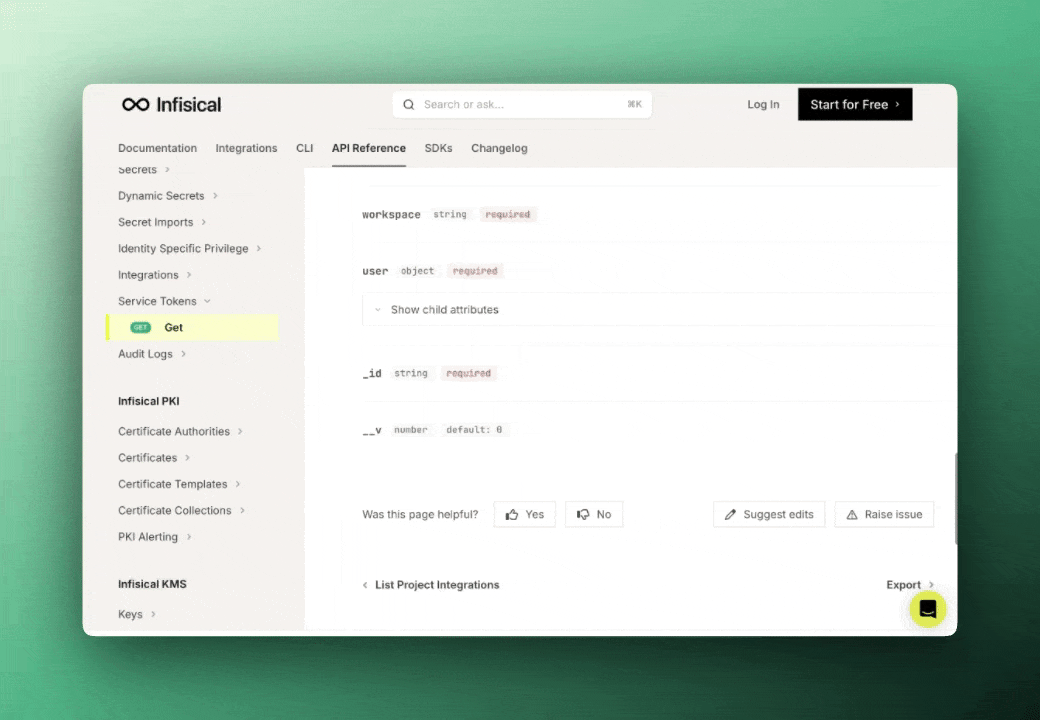 Infisical
Search or ask...
⌘K
Log In
Start for Free
Documentation
Integrations
CLI
API Reference
SDKs
Changelog
Secrets
Dynamic Secrets
Secret Imports
Identity Specific Privilege
Integrations
Service Tokens
GET Get
Audit Logs
Infisical PKI
Certificate Authorities
Certificates
Certificate Templates
Certificate Collections
PKI Alerting
Infisical KMS
Keys
workspace string required
user object required
Show child attributes
_id string required
__v number default: 0
Was this page helpful? Yes No Suggest edits Raise issue
List Project Integrations Export